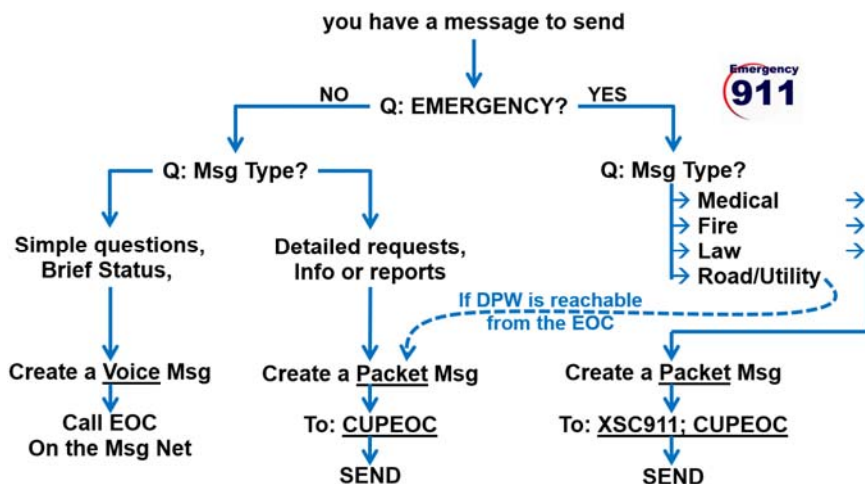 you have a message to send
NO
Q: EMERGENCY?
YES
Emergency
911
Q: Msg Type?
Q: Msg Type?
Medical
Fire
Law
Road/Utility
Simple questions,
Brief Status,
Detailed requests,
Info or reports
If DPW is reachable
from the EOC
Create a Voice Msg
Create a Packet Msg
Create a Packet Msg
Call EOC
On the Msg Net
To: CUPEOC
To: XSC911; CUPEOC
SEND
SEND